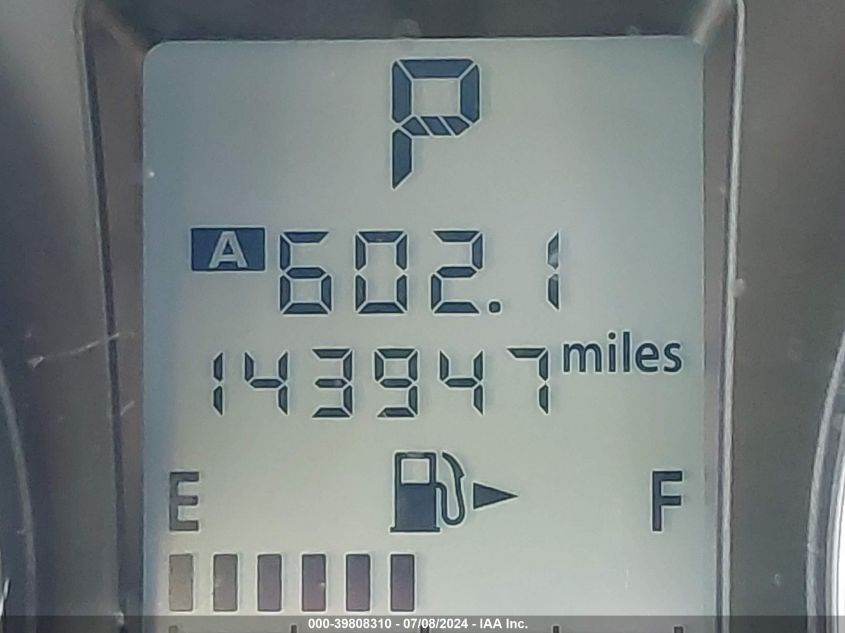 P
A 602.1
143947 miles
E F
000-39808310 - 07/08/2024 - IAA Inc.